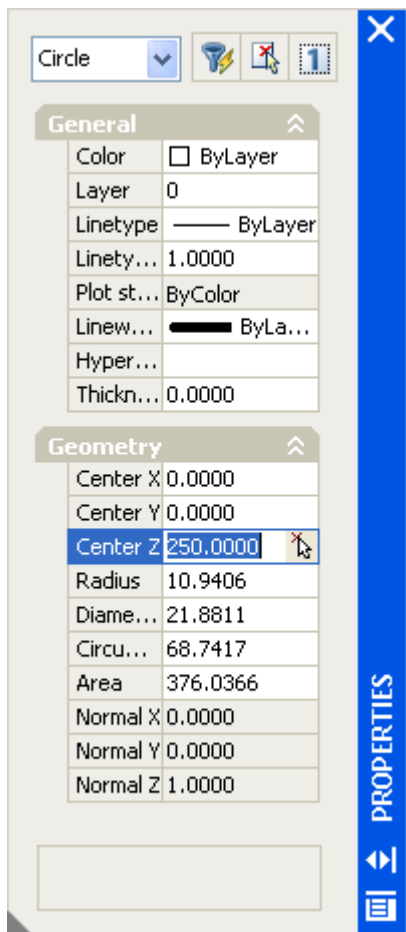 Circle
1
General
Color ByLayer
Layer 0
Linetype ByLayer
Linety... 1.0000
Plot st... ByColor
Linew... ByLa...
Hyper...
Thickn... 0.0000
Geometry
Center X 0.0000
Center Y 0.0000
Center Z 250.0000
Radius 10.9406
Diame... 21.8811
Circu... 68.7417
Area 376.0366
Normal X 0.0000
Normal Y 0.0000
Normal Z 1.0000
PROPERTIES